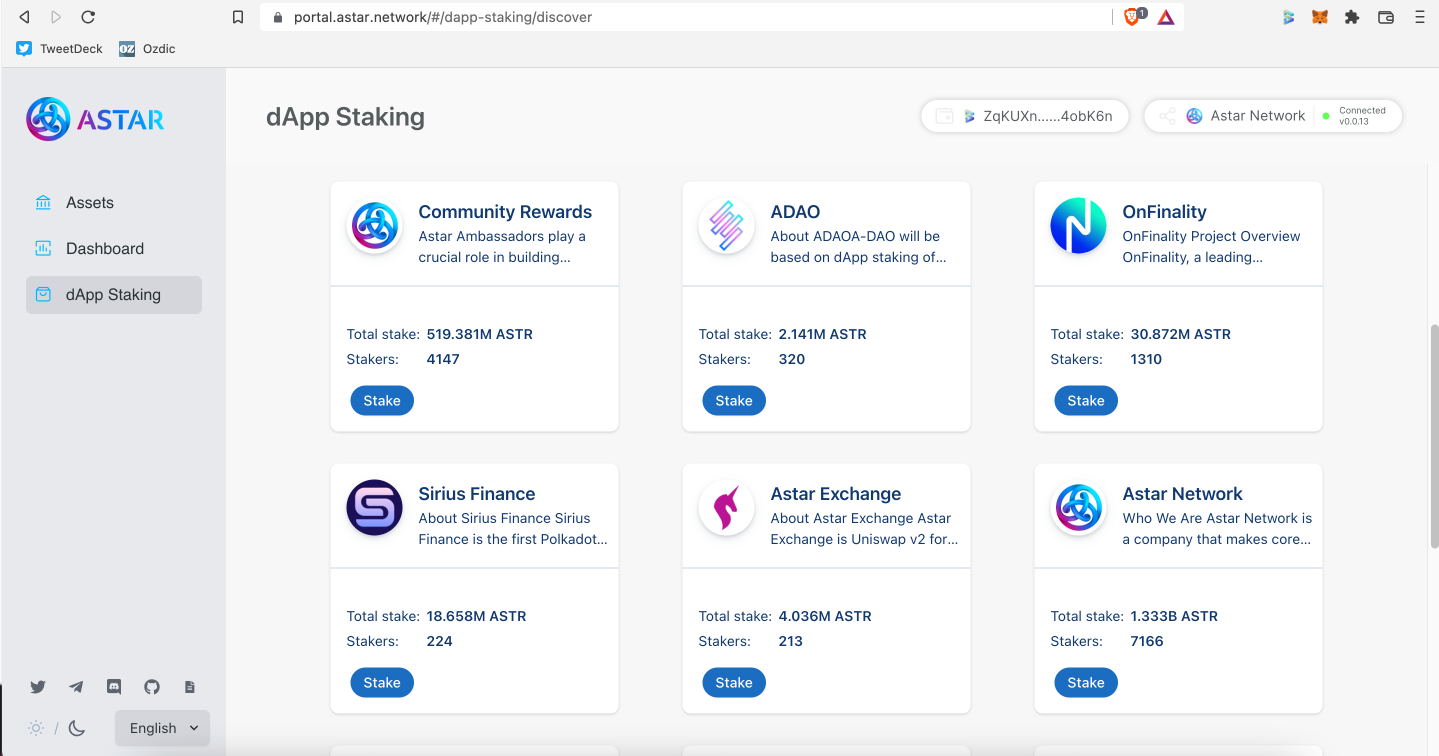 portal.astar.network/#/dapp-staking/discover
1
TweetDeck
OZ Ozdic
ASTAR
dApp Staking
ZqKUXn......4obK6n
Astar Network
Connected
v0.0.13
Assets
Dashboard
dApp Staking
Community Rewards
Astar Ambassadors play a
crucial role in building...
Total stake: 519.381M ASTR
Stakers: 4147
Stake
ADAO
About ADAOA-DAO will be
based on dApp staking of...
Total stake: 2.141M ASTR
Stakers: 320
Stake
OnFinality
OnFinality Project Overview
OnFinality, a leading...
Total stake: 30.872M ASTR
Stakers: 1310
Stake
Sirius Finance
About Sirius Finance Sirius
Finance is the first Polkadot...
Total stake: 18.658M ASTR
Stakers: 224
Stake
Astar Exchange
About Astar Exchange Astar
Exchange is Uniswap v2 for...
Total stake: 4.036M ASTR
Stakers: 213
Stake
Astar Network
Who We Are Astar Network is
a company that makes core...
Total stake: 1.333B ASTR
Stakers: 7166
Stake
/
English